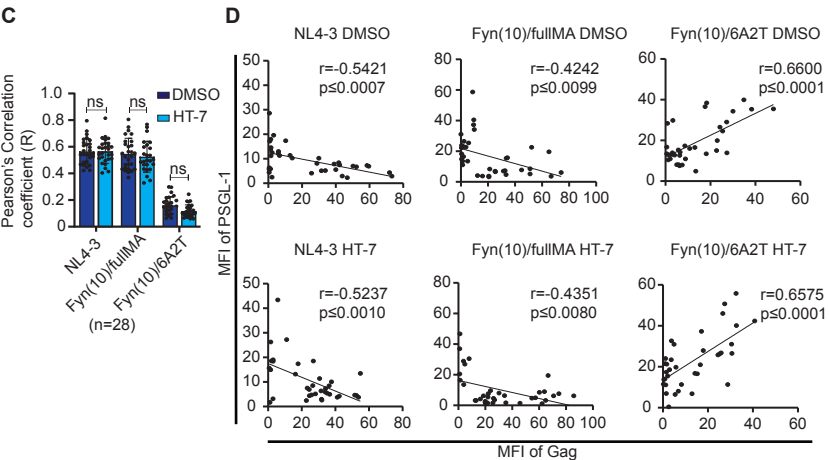 C
Pearson's Correlation
coefficient (R)
1.0
0.8
0.6
0.4
0.2
0
ns
ns
ns
DMSO
HT-7
NL4-3
Fyn(10)/fullMA
Fyn(10)/6A2T
(n=28)
D
MFI of PSGL-1
NL4-3 DMSO
r=-0.5421
p≤0.0007
50
40
30
20
10
0
0 20 40 60 80
Fyn(10)/fullMA DMSO
r=-0.4242
p≤0.0099
80
60
40
20
0
0 20 40 60 80 100
Fyn(10)/6A2T DMSO
r=0.6600
p≤0.0001
60
40
20
0
0 20 40 60
NL4-3 HT-7
r=-0.5237
p≤0.0010
50
40
30
20
10
0
0 20 40 60 80
Fyn(10)/fullMA HT-7
r=-0.4351
p≤0.0080
80
60
40
20
0
0 20 40 60 80 100
Fyn(10)/6A2T HT-7
r=0.6575
p≤0.0001
60
40
20
0
0 20 40 60
MFI of Gag